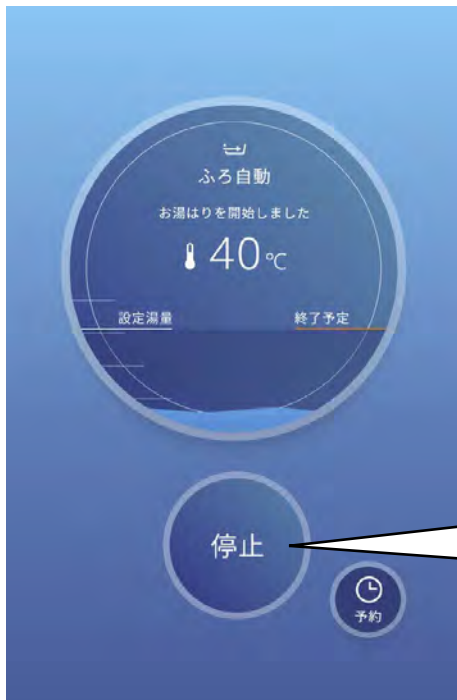 ふろ自動
お湯はりを開始しました
40℃
設定湯量 終了予定
停止
予約